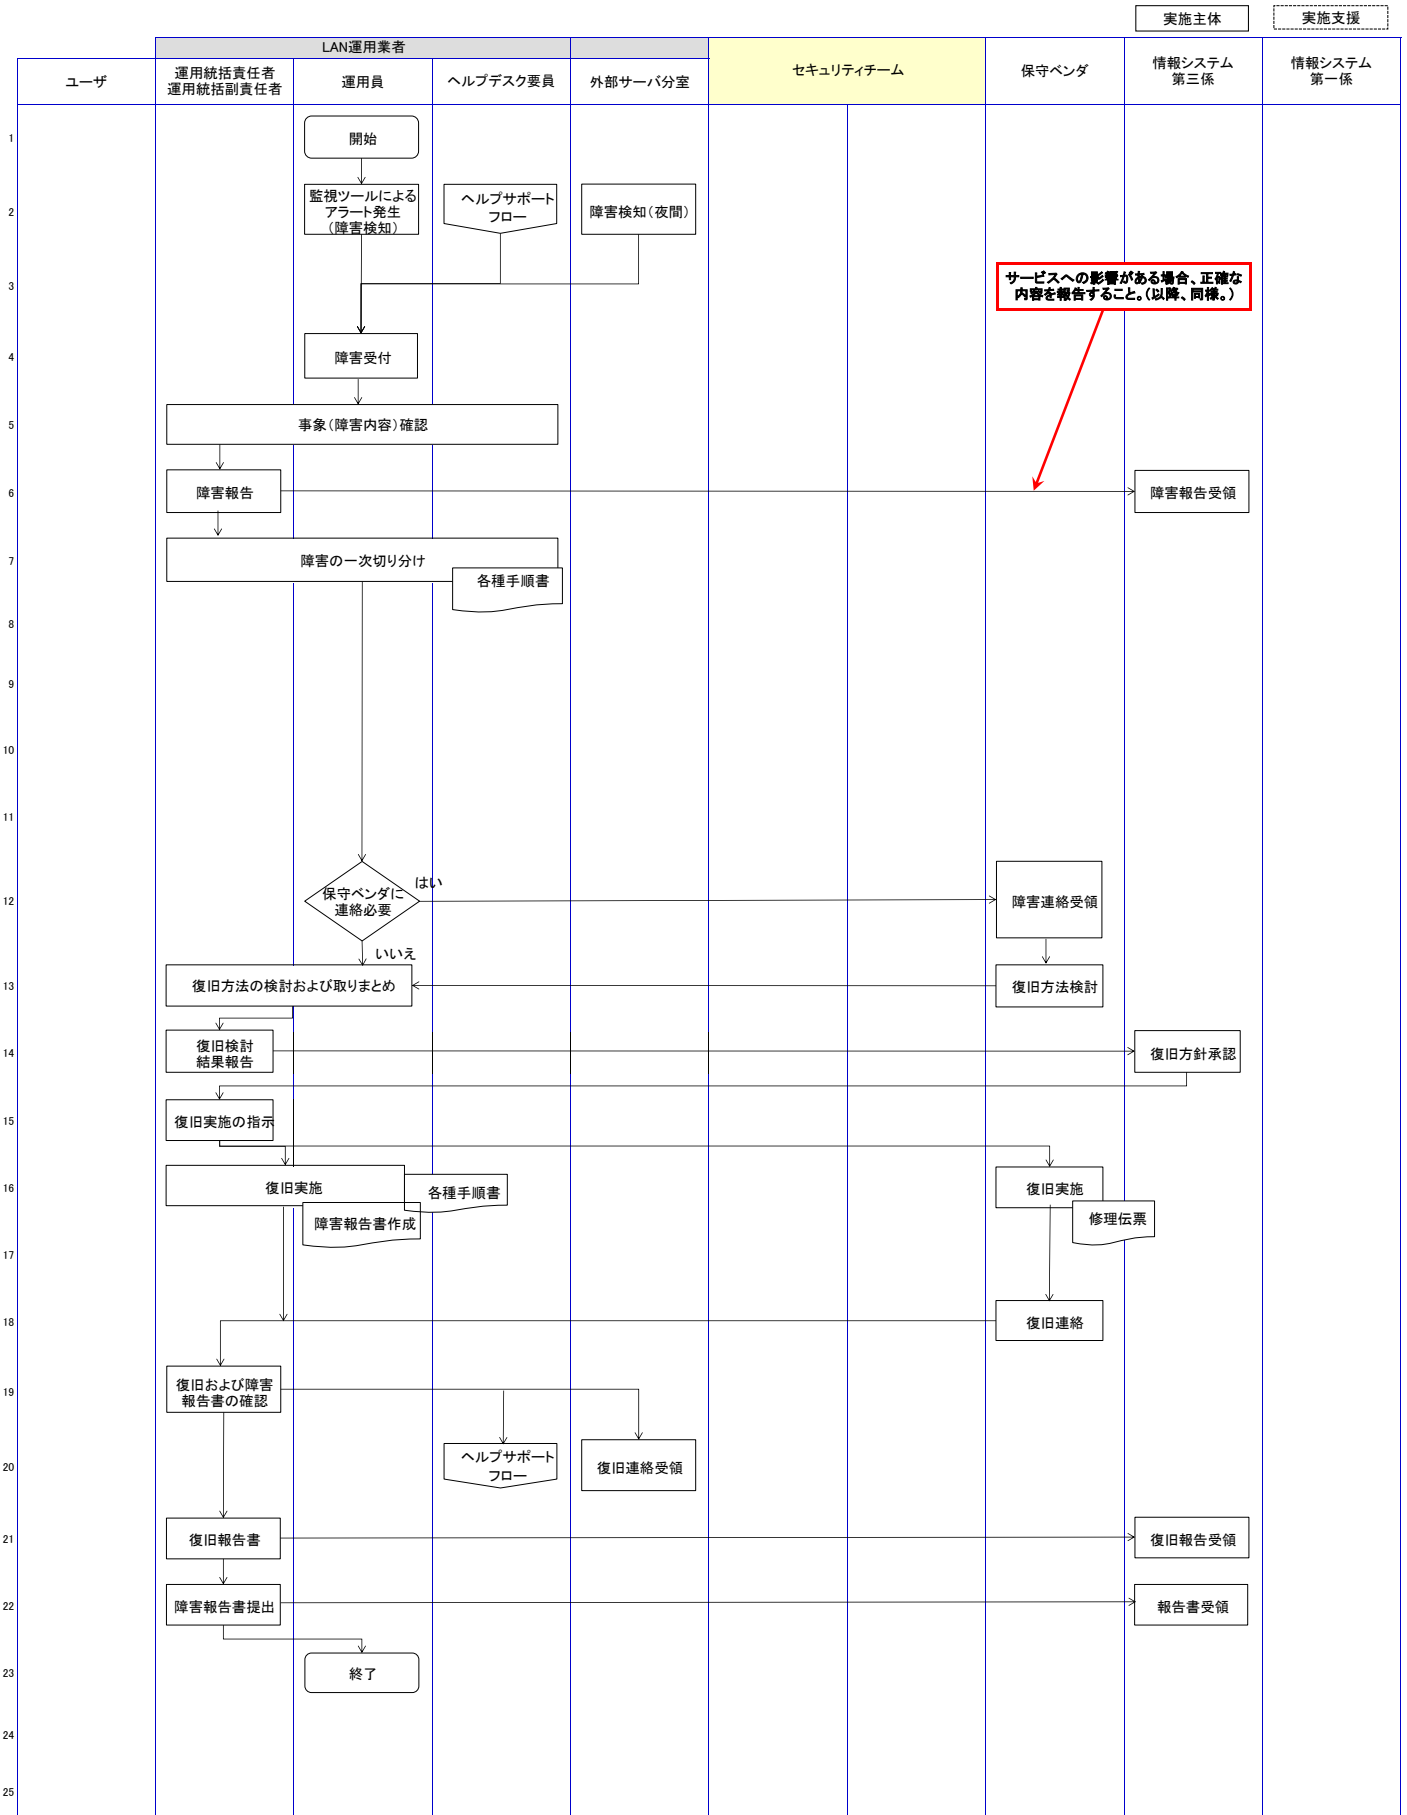 実施主体
実施支援
LAN運用業者
ユーザ
運用統括責任者
運用統括副責任者
運用員
ヘルプデスク要員
外部サーバ分室
セキュリティチーム
保守ベンダ
情報システム
第三係
情報システム
第一係
1
開始
2
監視ツールによる
アラート発生
（障害検知）
ヘルプサポート
フロー
障害検知（夜間）
3
サービスへの影響がある場合、正確な
内容を報告すること。（以降、同様。）
4
障害受付
5
事象（障害内容）確認
6
障害報告
障害報告受領
7
障害の一次切り分け
各種手順書
8
9
10
11
12
保守ベンダに
連絡必要
はい
障害連絡受領
いいえ
13
復旧方法の検討および取りまとめ
復旧方法検討
14
復旧検討
結果報告
復旧方針承認
15
復旧実施の指示
16
復旧実施
各種手順書
復旧実施
障害報告書作成
修理伝票
17
18
復旧連絡
19
復旧および障害
報告書の確認
20
ヘルプサポート
フロー
復旧連絡受領
21
復旧報告書
復旧報告受領
22
障害報告書提出
報告書受領
23
終了
24
25